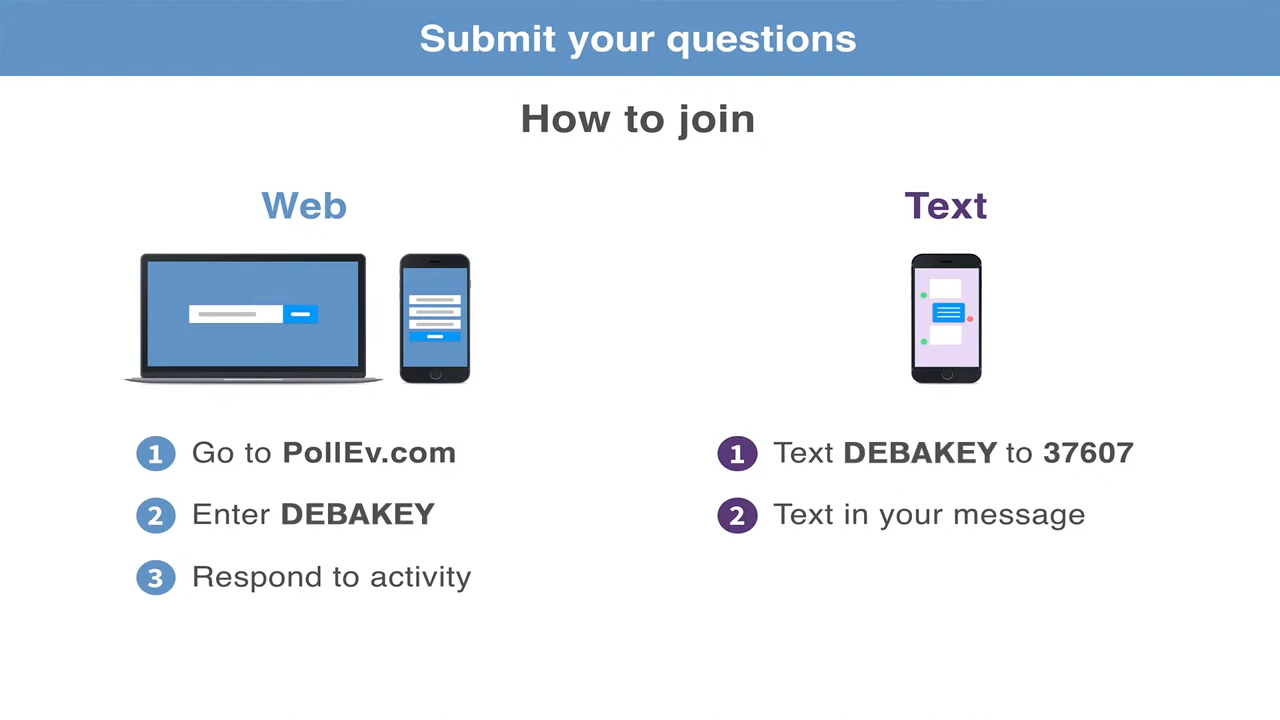 Submit your questions
How to join
Web
1 Go to PollEv.com
2 Enter DEBAKEY
3 Respond to activity
Text
1 Text DEBAKEY to 37607
2 Text in your message